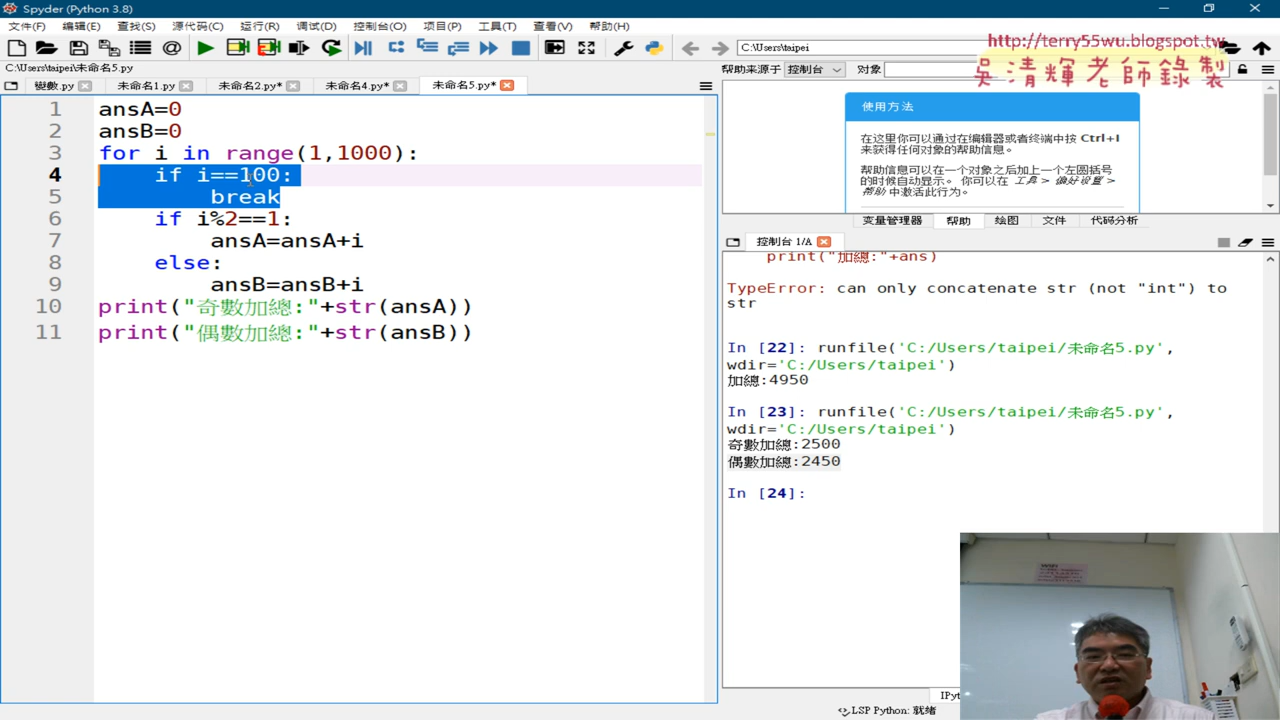 Spyder (Python 3.8)
文件(F) 编辑(E) 查找(S) 源代码(C) 运行(R) 调试(D) 控制台(O) 项目(P) 工具(T) 查看(V) 帮助(H)
C:\Users\taipei
http://terry55wu.blogspot.tw
吳清輝老師錄製
C:\Users\taipei\未命名5.py
帮助来源于 控制台 对象
變數.py 未命名1.py 未命名2.py* 未命名4.py* 未命名5.py*
1 ansA=0
2 ansB=0
3 for i in range(1,1000):
4 if i==100:
5 break
6 if i%2==1:
7 ansA=ansA+i
8 else:
9 ansB=ansB+i
10 print("奇數加總:"+str(ansA))
11 print("偶數加總:"+str(ansB))
使用方法
在这里你可以通过在编辑器或者终端中按 Ctrl+I
来获得任何对象的帮助信息。
帮助信息可以在一个对象之后加上一个左圆括号
的时候自动显示。 你可以在 工具 > 偏好设置 >
帮助 中激活此行为。
变量管理器 帮助 绘图 文件 代码分析
控制台 1/A
print("加總:"+ans)
TypeError: can only concatenate str (not "int") to
str
In [22]: runfile('C:/Users/taipei/未命名5.py',
wdir='C:/Users/taipei')
加總:4950
In [23]: runfile('C:/Users/taipei/未命名5.py',
wdir='C:/Users/taipei')
奇數加總:2500
偶數加總:2450
In [24]:
IPyt
LSP Python: 就绪